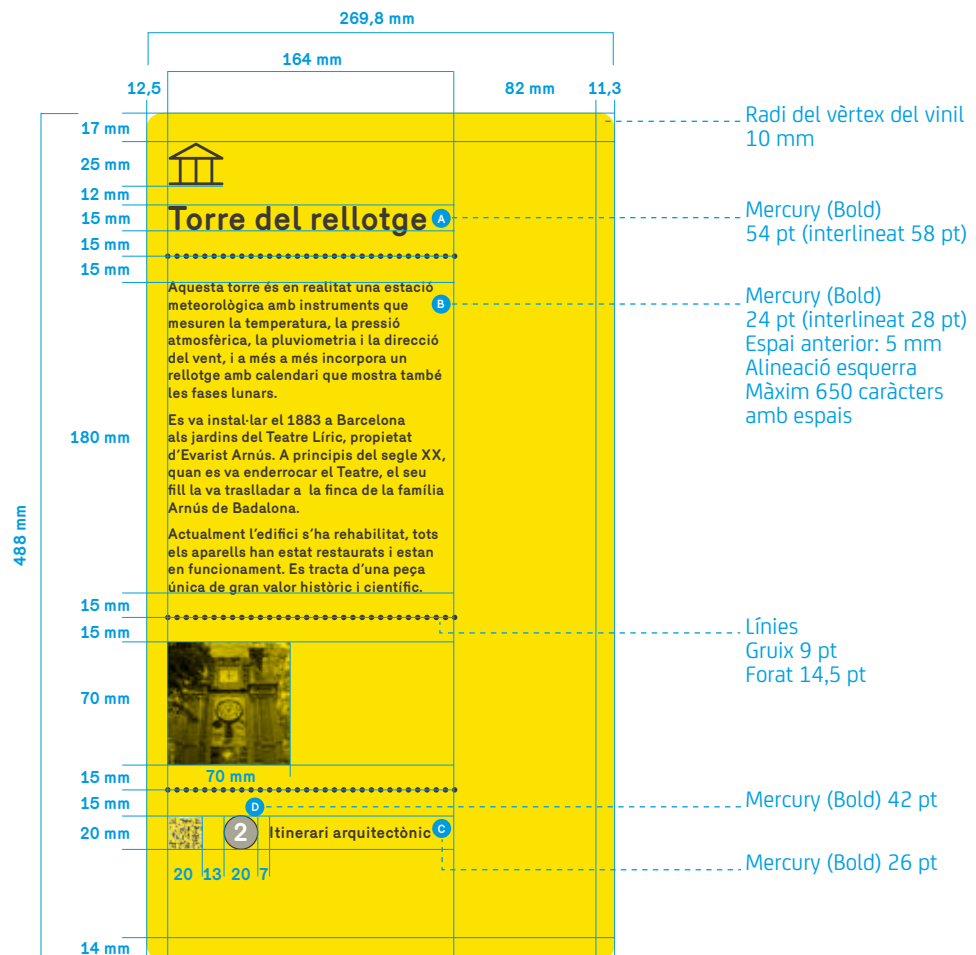 269,8 mm
164 mm
12,5
82 mm
11,3
17 mm
25 mm
12 mm
15 mm
15 mm
15 mm
180 mm
488 mm
15 mm
15 mm
70 mm
15 mm
15 mm
20 mm
14 mm
Torre del rellotge
A
Aquesta torre és en realitat una estació
meteorològica amb instruments que
mesuren la temperatura, la pressió
atmosfèrica, la pluviometria i la direcció
del vent, i a més a més incorpora un
rellotge amb calendari que mostra també
les fases lunars.
B
Es va instal·lar el 1883 a Barcelona
als jardins del Teatre Líric, propietat
d’Evarist Arnús. A principis del segle XX,
quan es va enderrocar el Teatre, el seu
fill la va traslladar a la finca de la família
Arnús de Badalona.
Actualment l’edifici s’ha rehabilitat, tots
els aparells han estat restaurats i estan
en funcionament. Es tracta d’una peça
única de gran valor històric i científic.
70 mm
D
2
Itinerari arquitectònic
C
20 13 20 7
Radi del vèrtex del vinil
10 mm
Mercury (Bold)
54 pt (interlineat 58 pt)
Mercury (Bold)
24 pt (interlineat 28 pt)
Espai anterior: 5 mm
Alineació esquerra
Màxim 650 caràcters
amb espais
Línies
Gruix 9 pt
Forat 14,5 pt
Mercury (Bold) 42 pt
Mercury (Bold) 26 pt